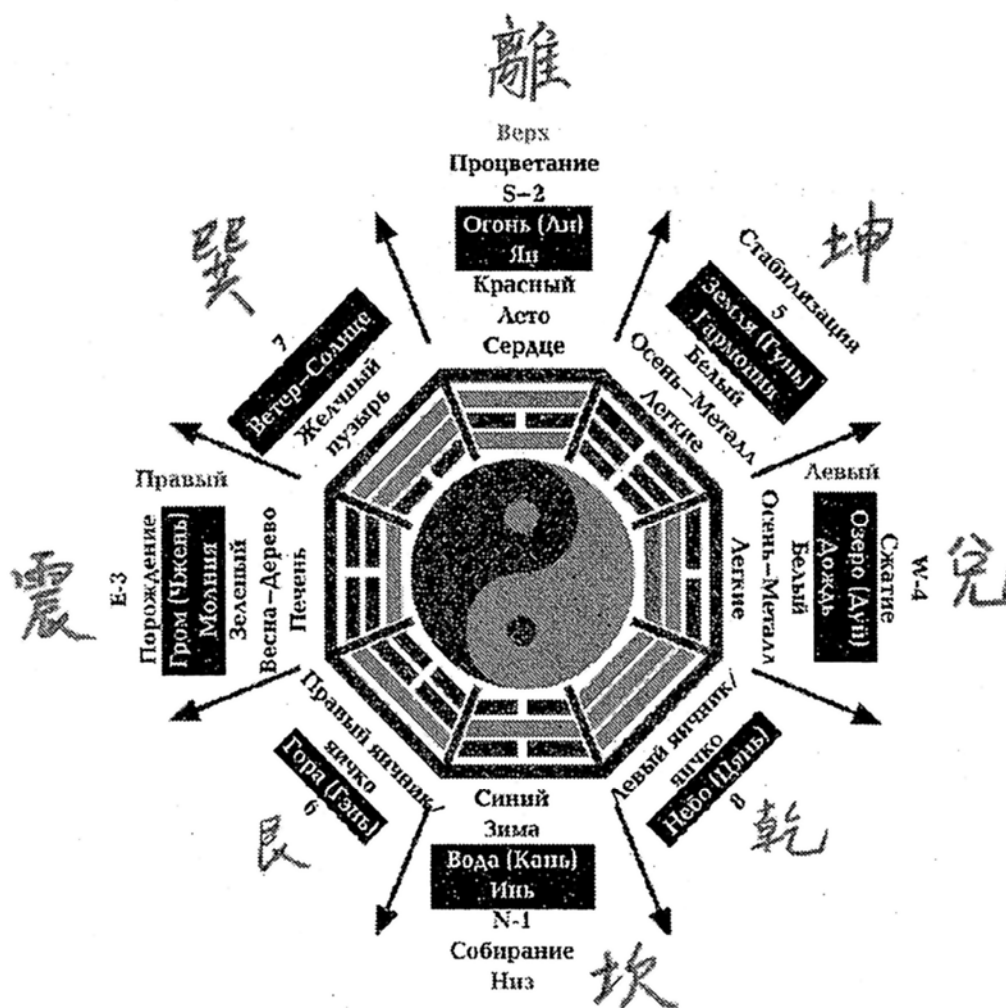 離
Верх
Процветание
S–2
Огонь (Ли)
Ян
Красный
Лето
Сердце
坤
Стабилизация
5
Земля (Гунь)
Гармония
Осень–Металл
Белый
Легкие
兌
Левый
W-4
Сжатие
Озеро (Дуй)
Дождь
Осень–Металл
Белый
Легкие
乾
Левый яичник/
яичко
Небо (Цянь)
8
Синий
Зима
Вода (Кань)
Инь
N-1
Собирание
Низ
坎
Правый яичник/
яичко
Гора (Гэнь)
6
艮
震
Правый
E-3
Порождение
Гром (Чжень)
Молния
Зеленый
Весна–Дерево
Печень
巽
7
Ветер–Солнце
Желчный
пузырь